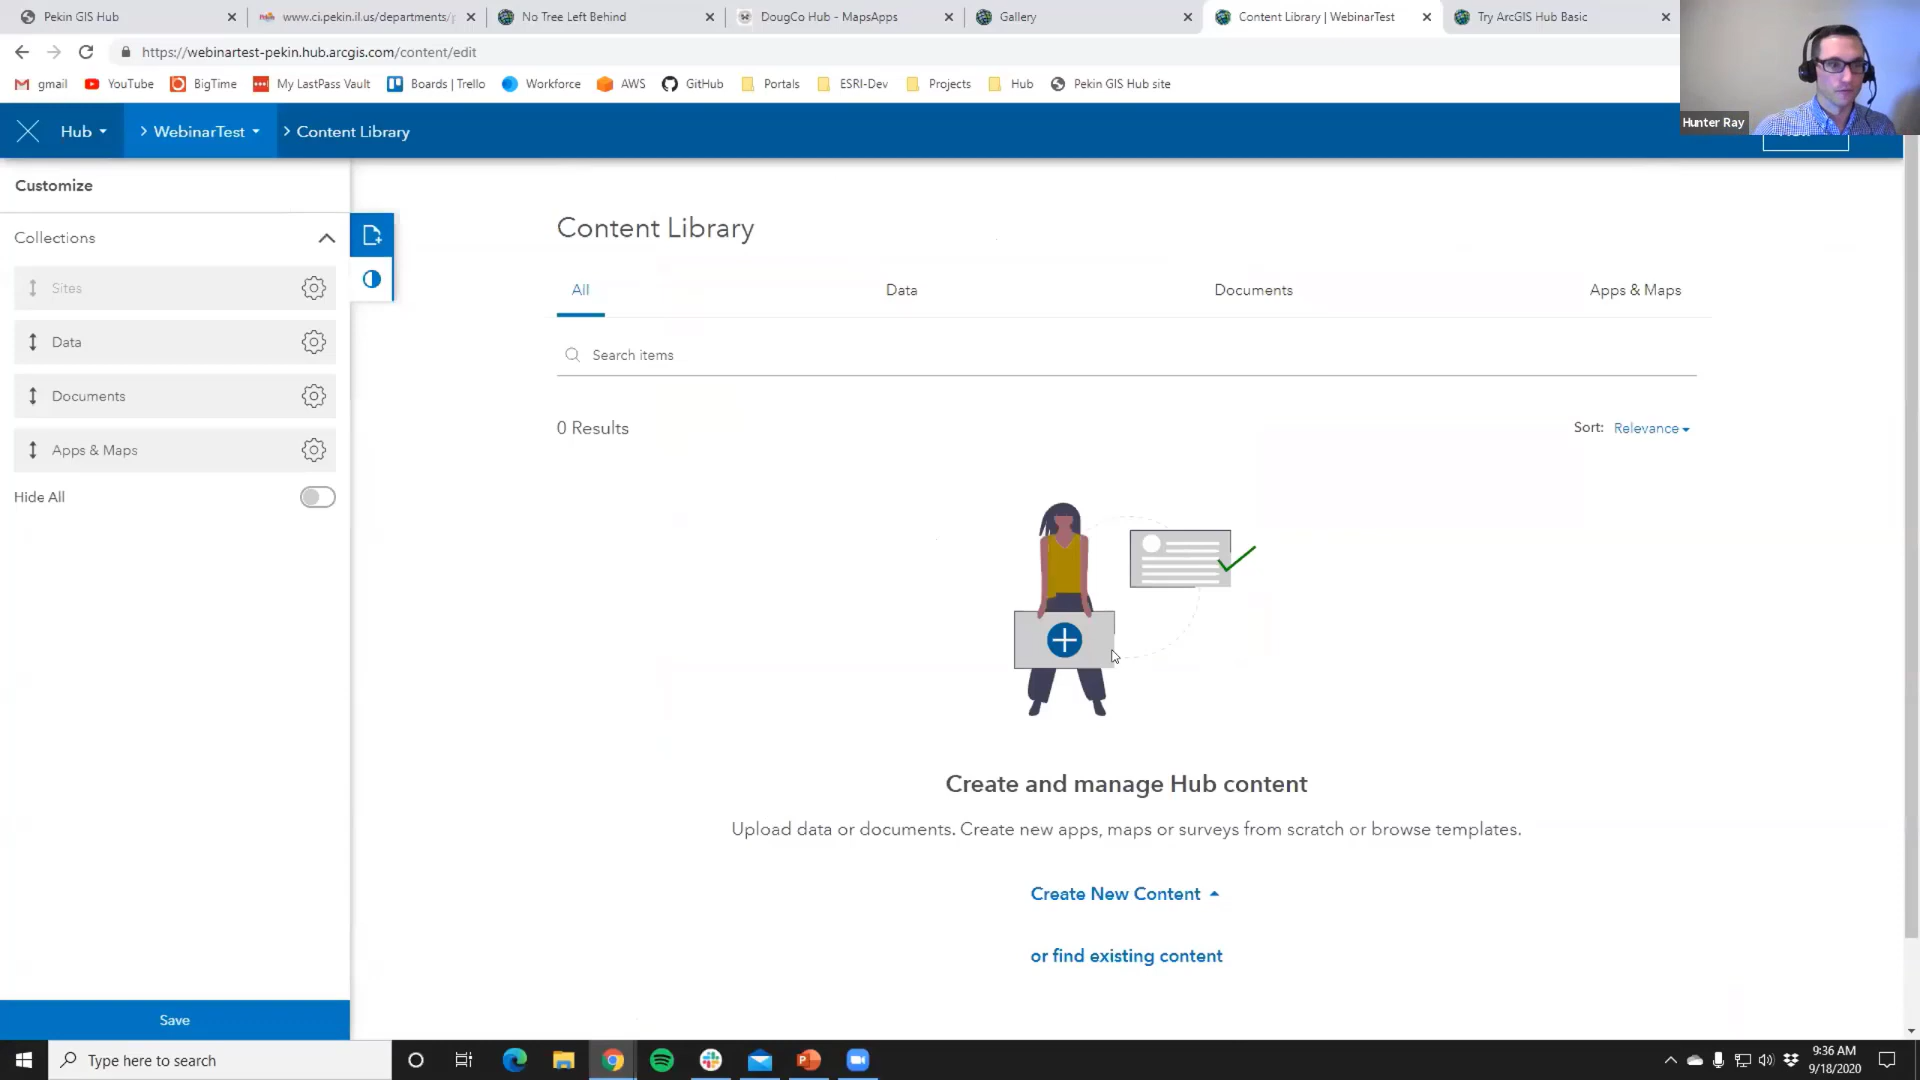 Pekin GIS Hub
www.ci.pekin.il.us/departments/p
No Tree Left Behind
DougCo Hub - MapsApps
Gallery
Content Library | WebinarTest
Try ArcGIS Hub Basic
https://webinartest-pekin.hub.arcgis.com/content/edit
gmail
YouTube
BigTime
My LastPass Vault
Boards | Trello
Workforce
AWS
GitHub
Portals
ESRI-Dev
Projects
Hub
Pekin GIS Hub site
Hunter Ray
Hub
WebinarTest
Content Library
Customize
Collections
Sites
Data
Documents
Apps & Maps
Hide All
Save
Content Library
All
Data
Documents
Apps & Maps
Search items
0 Results
Sort: Relevance
Create and manage Hub content
Upload data or documents. Create new apps, maps or surveys from scratch or browse templates.
Create New Content
or find existing content
Type here to search
9:36 AM
9/18/2020